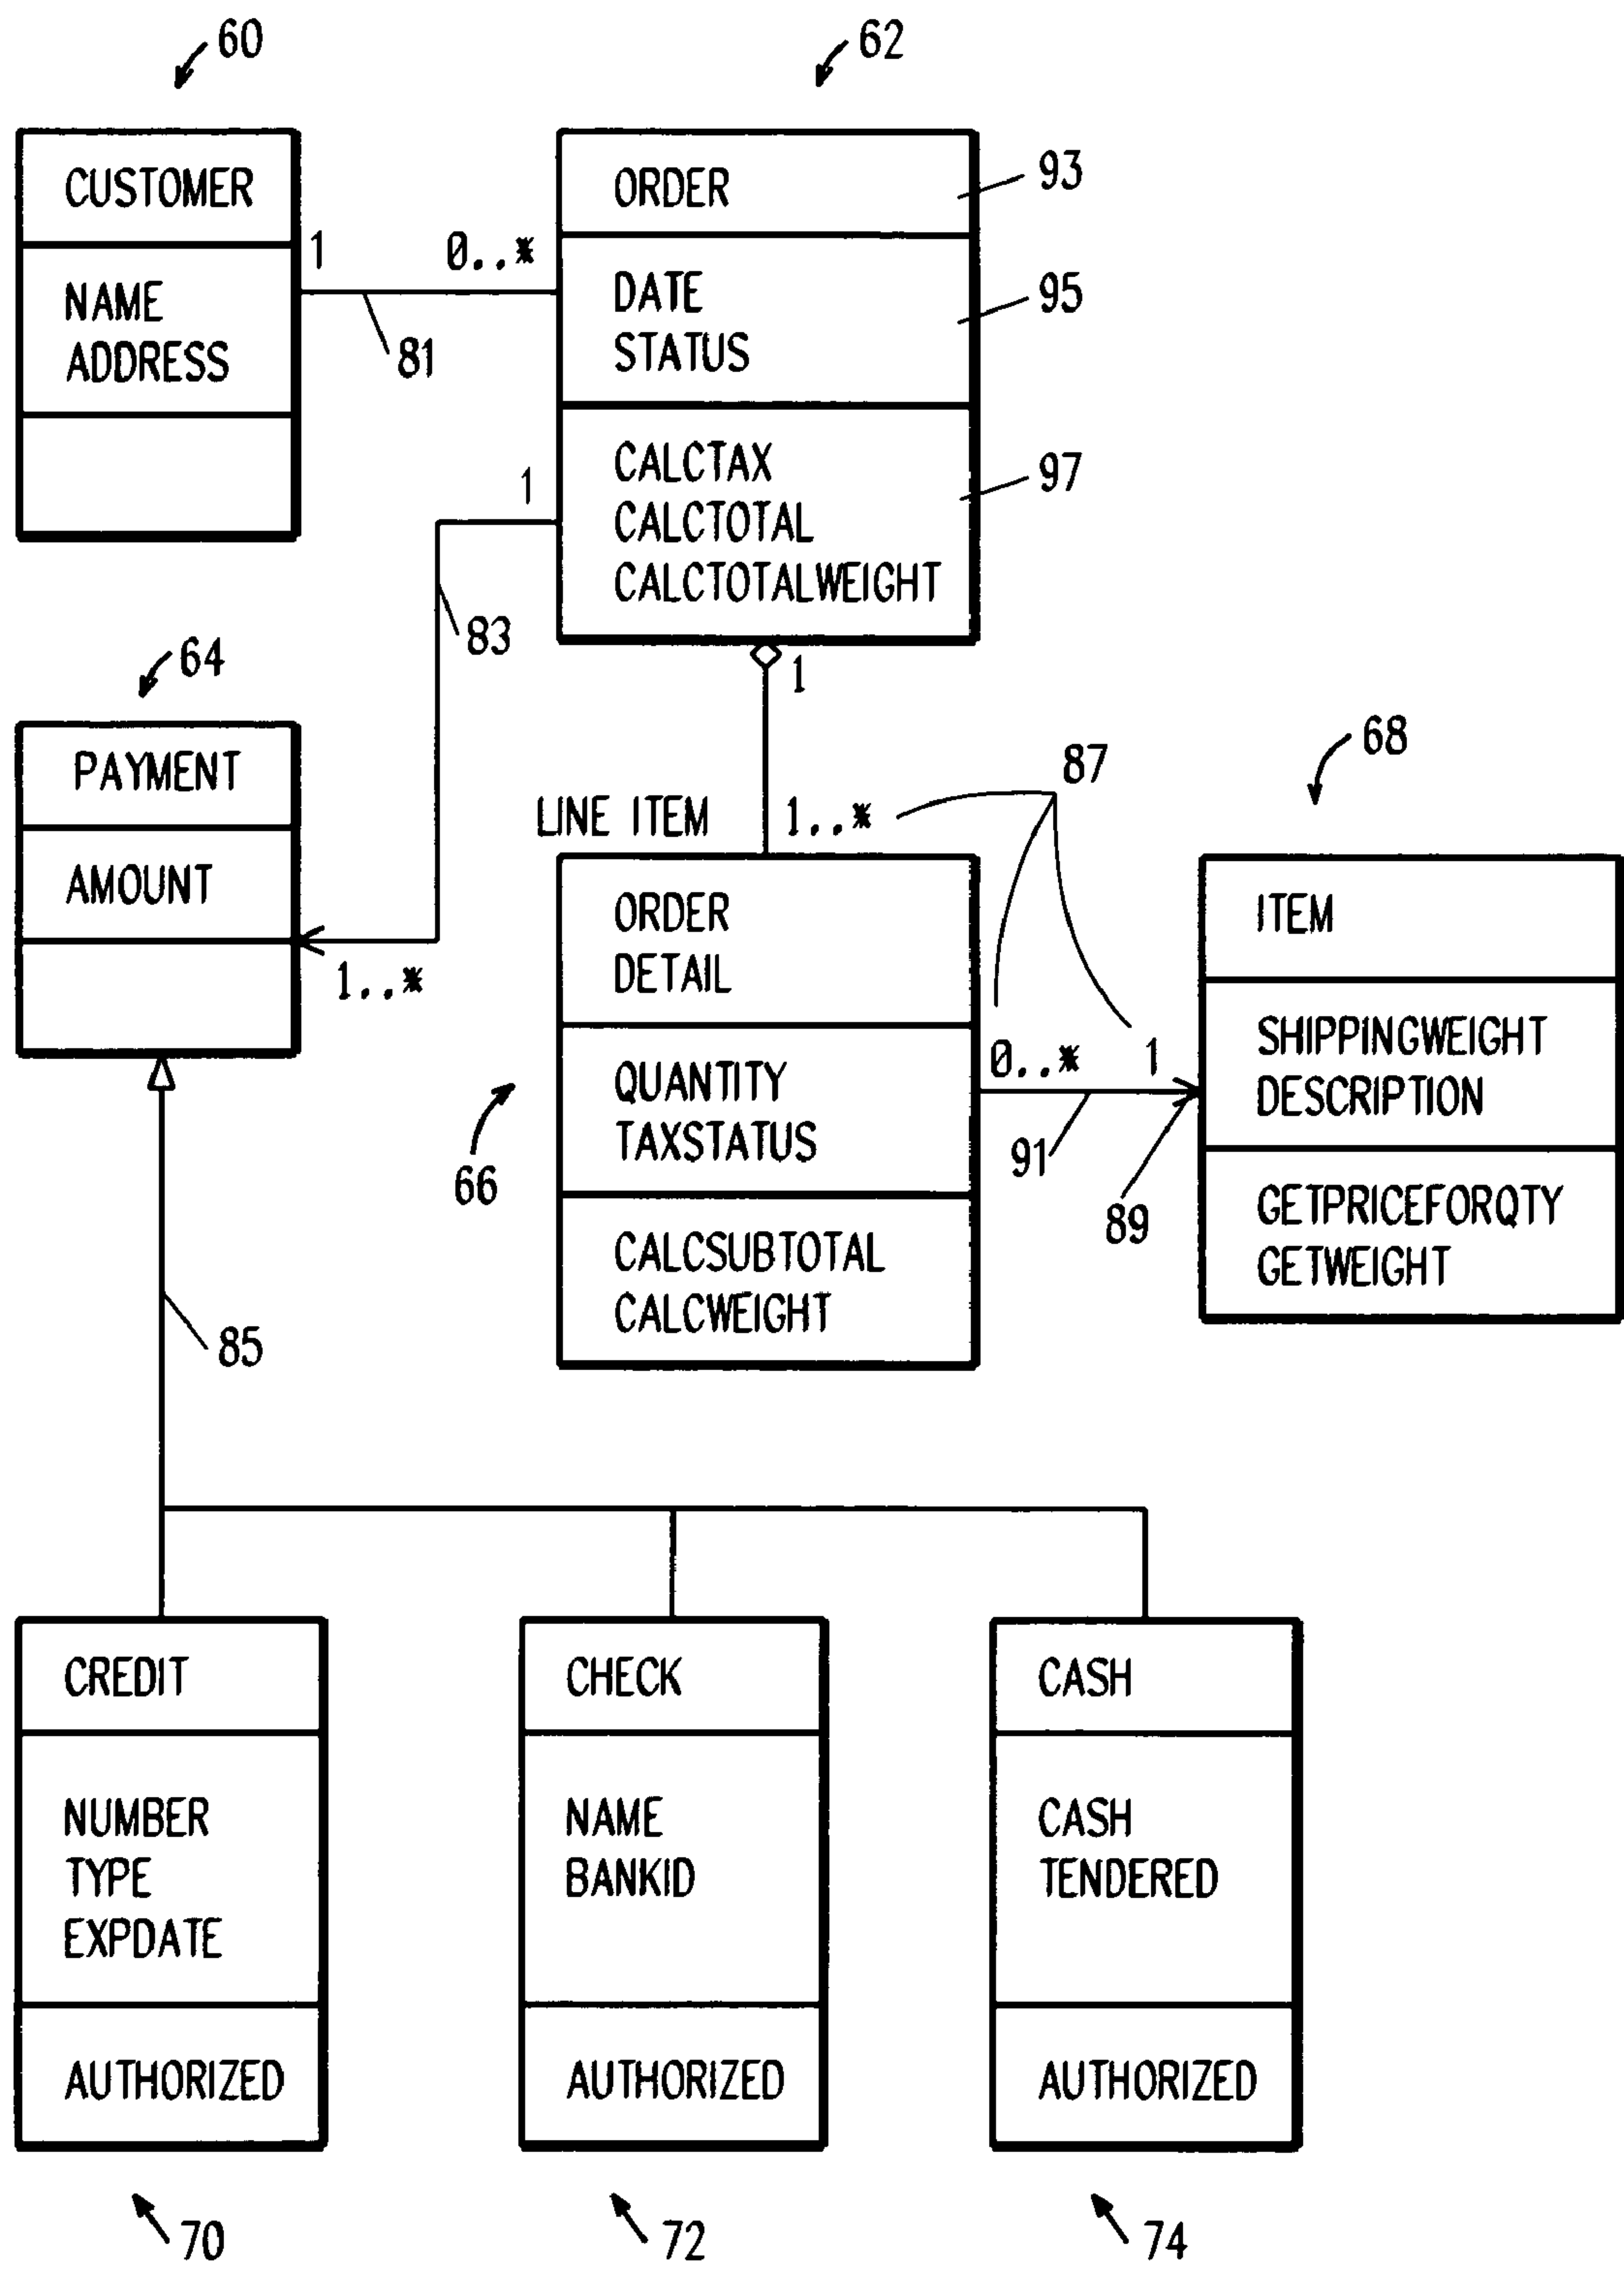 60
62
CUSTOMER
NAME
ADDRESS
1
0..*
81
ORDER
DATE
STATUS
CALCTAX
CALCTOTAL
CALCTOTALWEIGHT
93
95
97
1
83
64
PAYMENT
AMOUNT
1..*
1
LINE ITEM
1..*
87
68
ORDER
DETAIL
QUANTITY
TAXSTATUS
CALCSUBTOTAL
CALCWEIGHT
66
0..*
1
91
89
ITEM
SHIPPINGWEIGHT
DESCRIPTION
GETPRICEFORQTY
GETWEIGHT
85
CREDIT
NUMBER
TYPE
EXPDATE
AUTHORIZED
CHECK
NAME
BANKID
AUTHORIZED
CASH
CASH
TENDERED
AUTHORIZED
70
72
74